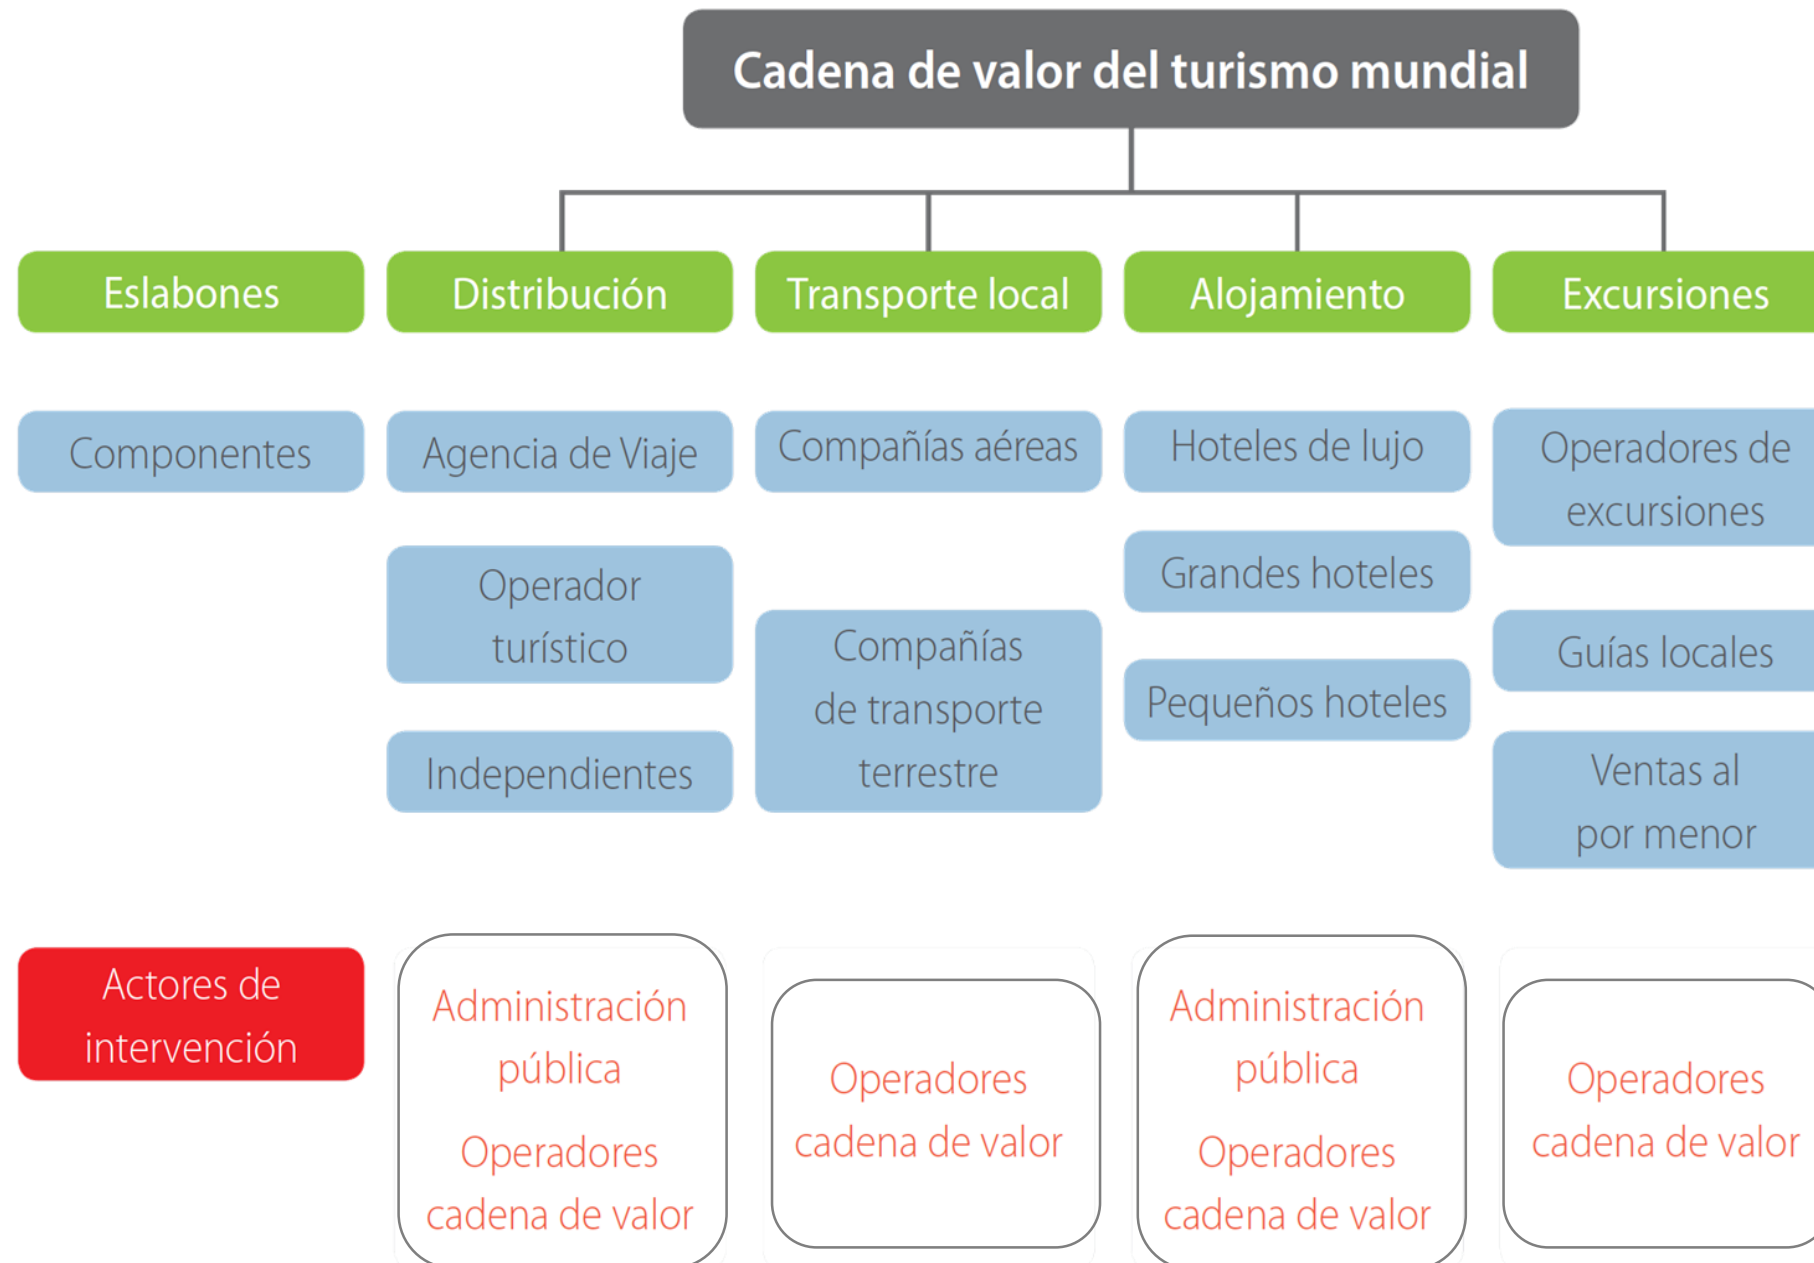 Cadena de valor del turismo mundial
Eslabones
Distribución
Transporte local
Alojamiento
Excursiones
Componentes
Agencia de Viaje
Compañías aéreas
Hoteles de lujo
Operadores de
excursiones
Operador
turístico
Compañías
de transporte
terrestre
Grandes hoteles
Guías locales
Independientes
Pequeños hoteles
Ventas al
por menor
Actores de
intervención
Administración
pública
Operadores
cadena de valor
Operadores
cadena de valor
Administración
pública
Operadores
cadena de valor
Operadores
cadena de valor